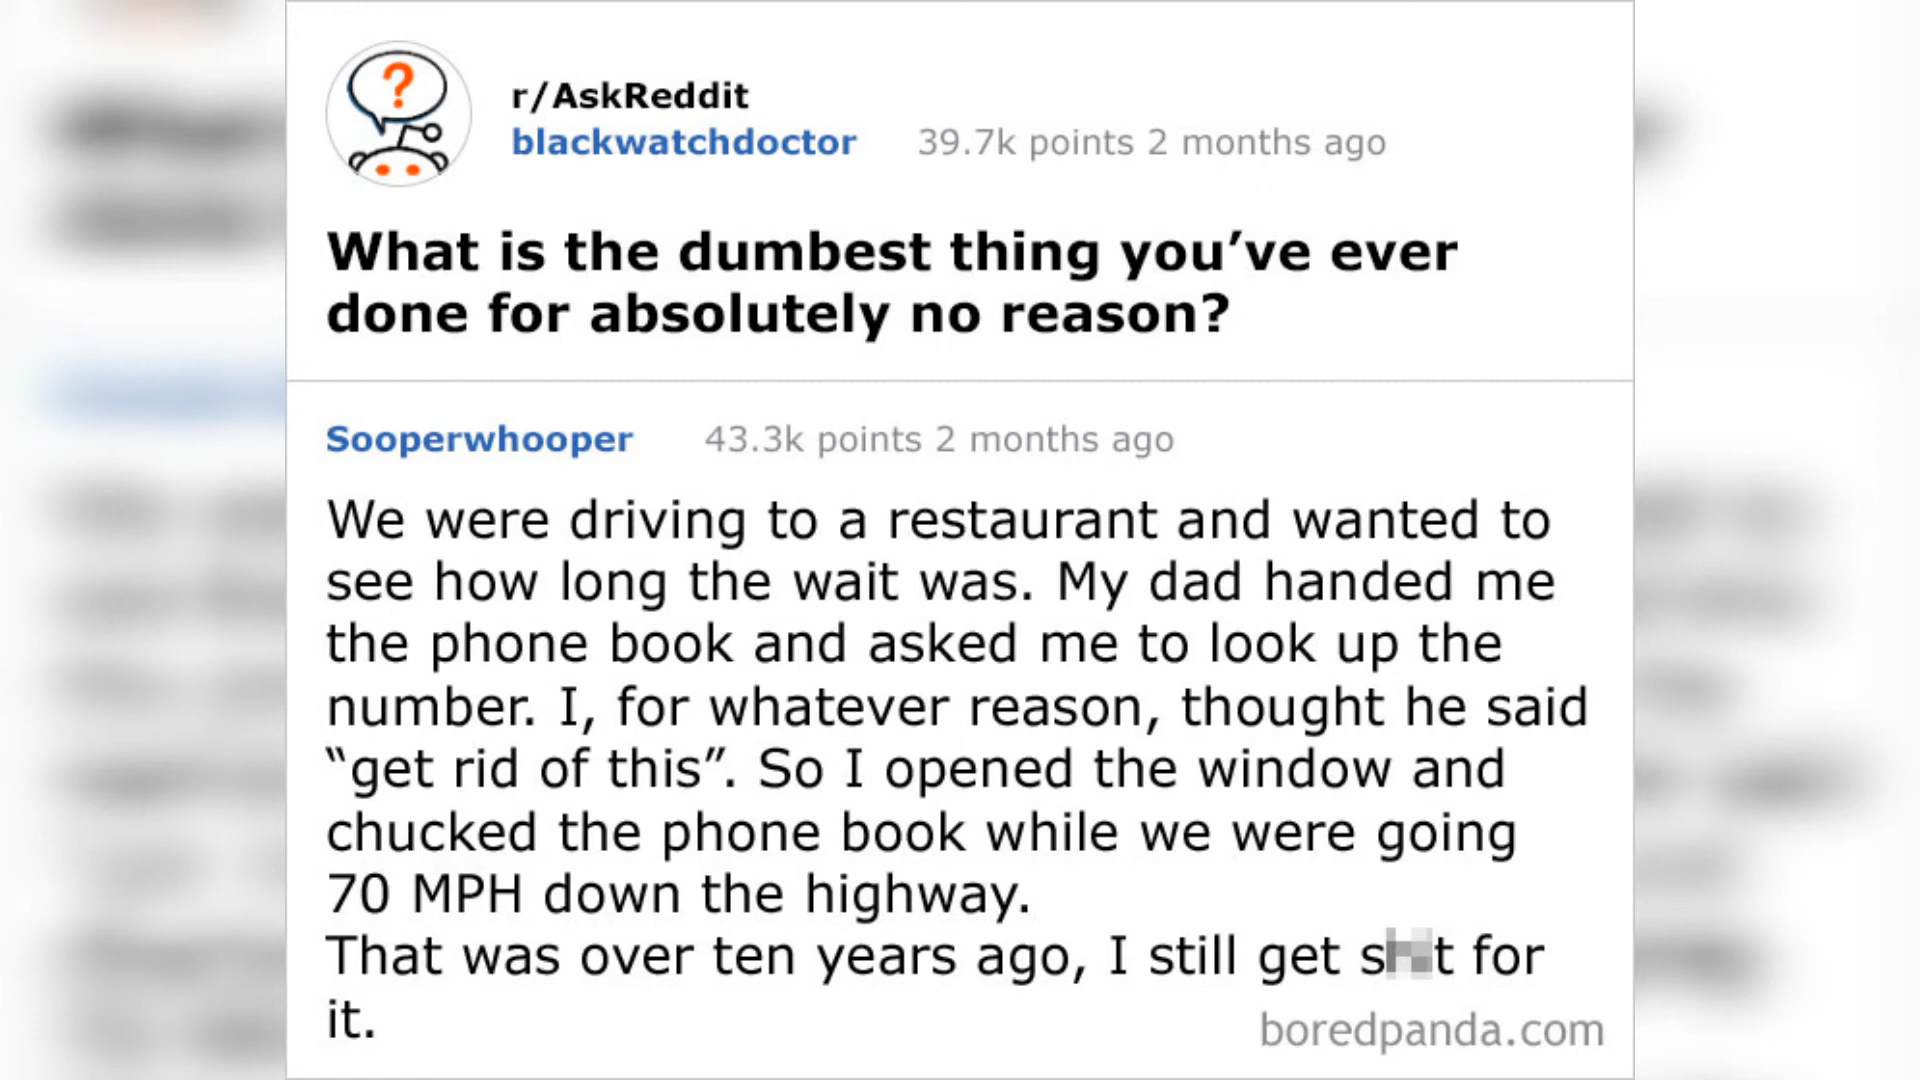 ?
r/AskReddit
blackwatchdoctor 39.7k points 2 months ago
What is the dumbest thing you’ve ever
done for absolutely no reason?
Sooperwhooper 43.3k points 2 months ago
We were driving to a restaurant and wanted to
see how long the wait was. My dad handed me
the phone book and asked me to look up the
number. I, for whatever reason, thought he said
“get rid of this”. So I opened the window and
chucked the phone book while we were going
70 MPH down the highway.
That was over ten years ago, I still get for
it.
boredpanda.com